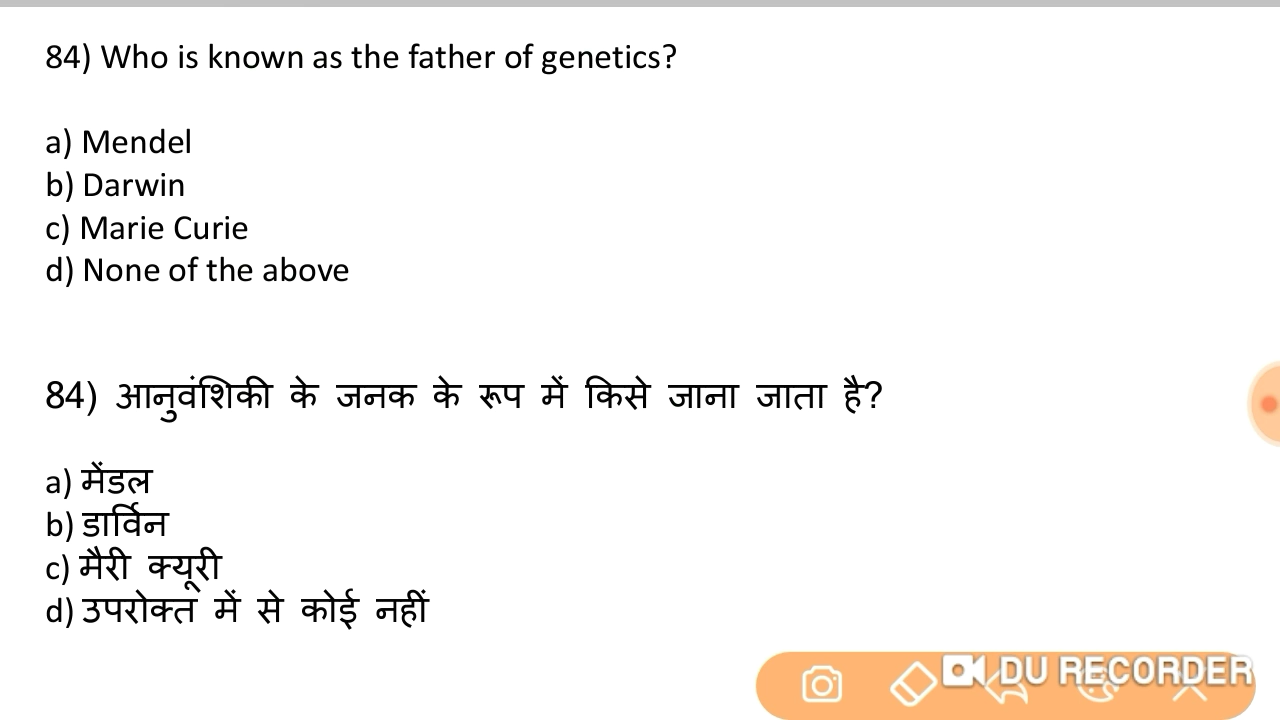 84) Who is known as the father of genetics?
a) Mendel
b) Darwin
c) Marie Curie
d) None of the above
84) आनुवंशिकी के जनक के रूप में किसे जाना जाता है?
a) मेंडल
b) डार्विन
c) मैरी क्यूरी
d) उपरोक्त में से कोई नहीं
DU RECORDER